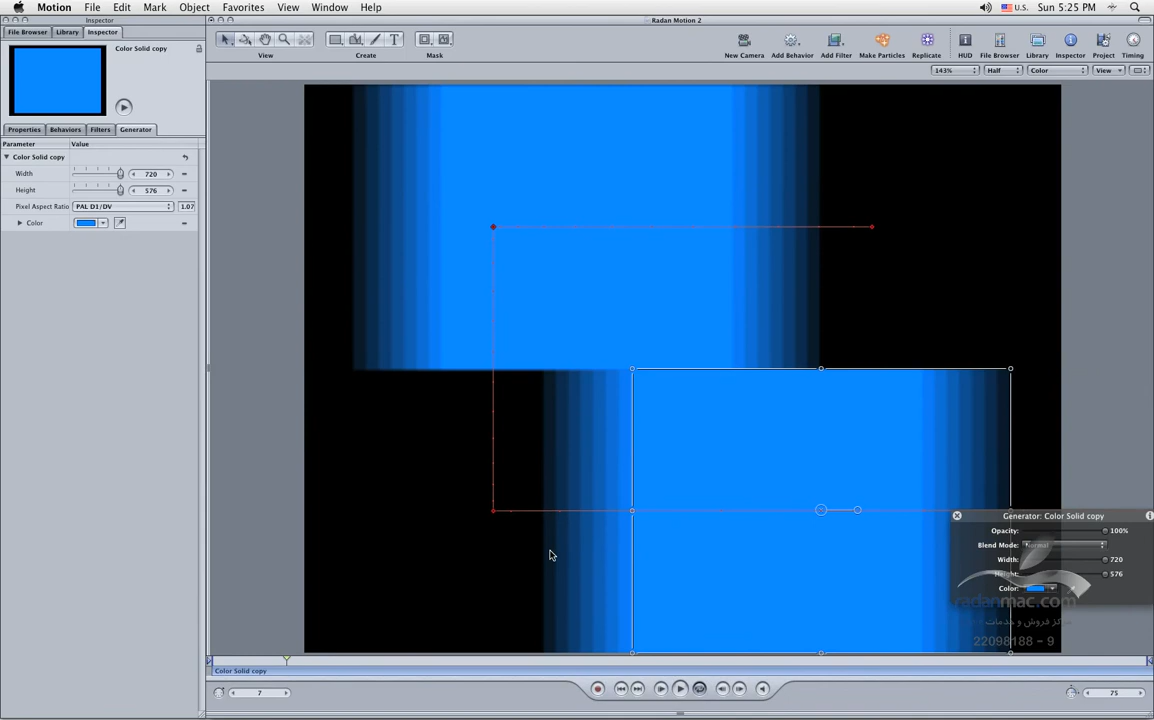 Motion File Edit Mark Object Favorites View Window Help U.S. Sun 5:25 PM
Inspector Radan Motion 2
File Browser Library Inspector
Color Solid copy
View Create Mask New Camera Add Behavior Add Filter Make Particles Replicate HUD File Browser Library Inspector Project Timing
143% Half Color View
Properties Behaviors Filters Generator
Parameter Value
Color Solid copy
Width 720
Height 576
Pixel Aspect Ratio PAL D1/DV 1.07
Color
Generator: Color Solid copy
Opacity: 100%
Blend Mode: Normal
Width: 720
Height: 576
Color:
radanmac.com
مرکز فروش و خدمات
22098188 - 9
Color Solid copy
7 75